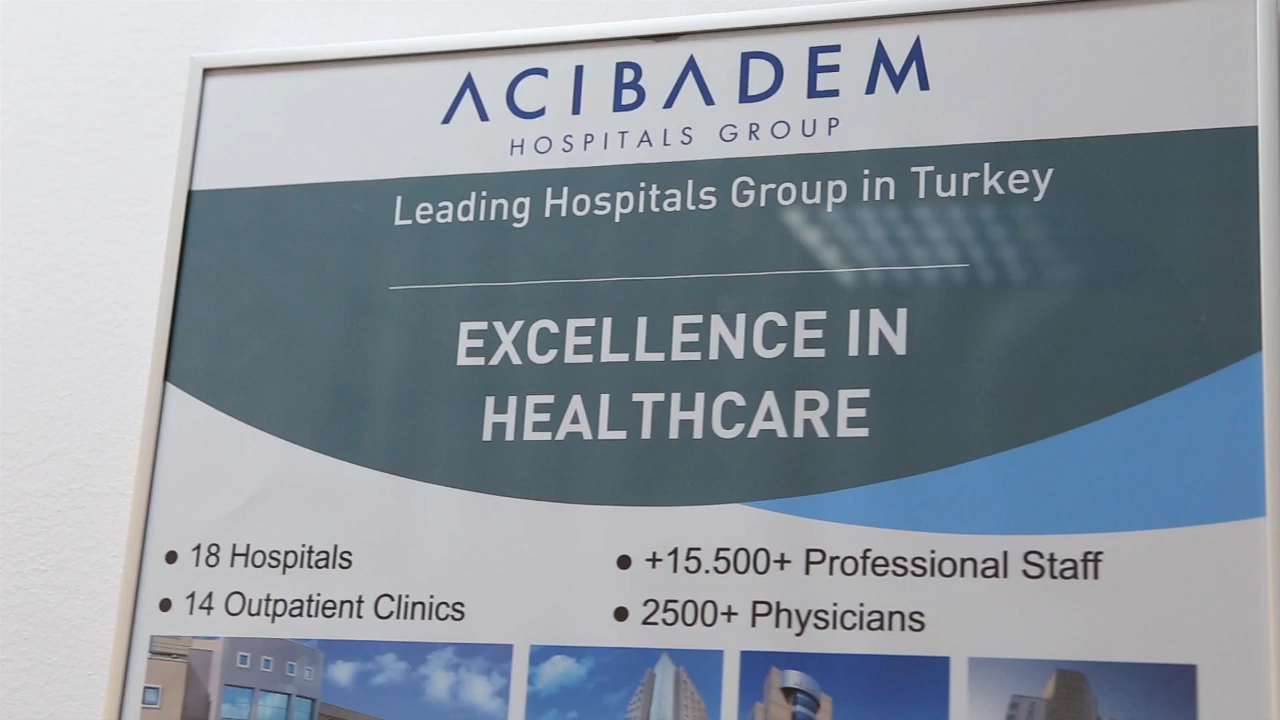 ACIBADEM
HOSPITALS GROUP
Leading Hospitals Group in Turkey
EXCELLENCE IN
HEALTHCARE
• 18 Hospitals
• 14 Outpatient Clinics
• +15.500+ Professional Staff
• 2500+ Physicians